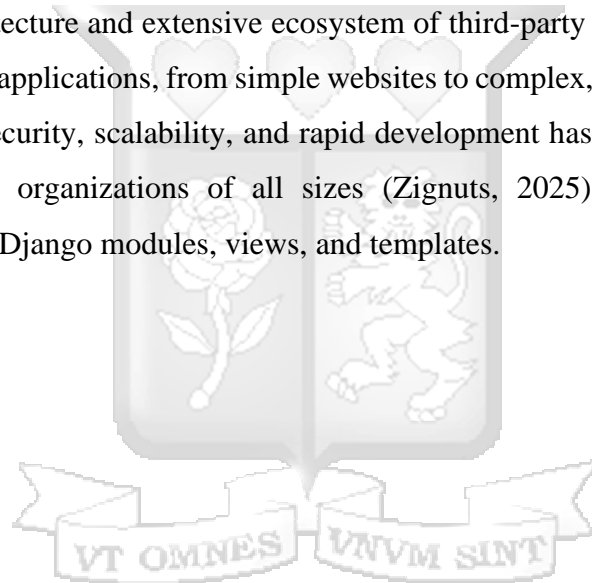 ecture and extensive ecosystem of third-party
applications, from simple websites to complex,
ecurity, scalability, and rapid development has
organizations of all sizes (Zignuts, 2025)
Django modules, views, and templates.
VT OMNES VNVM SINT